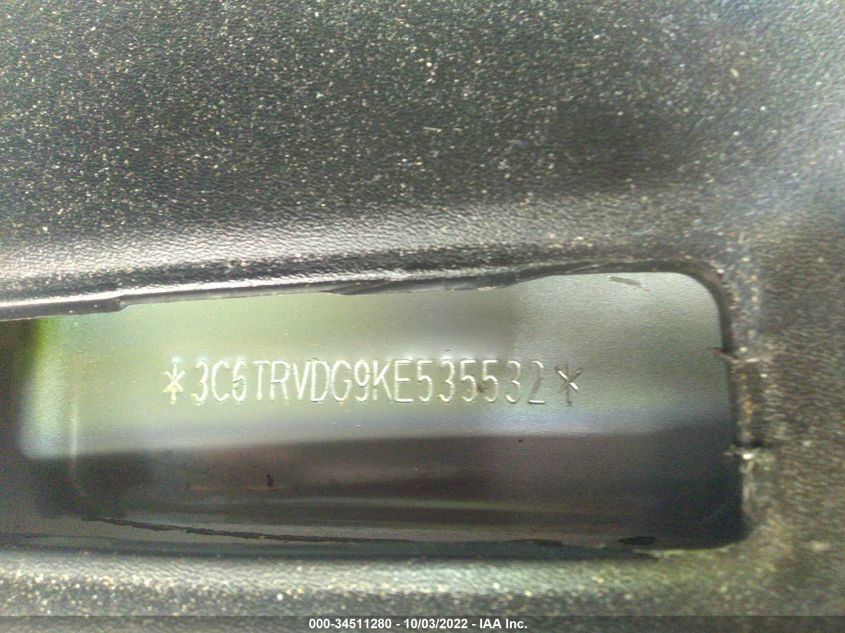 *3C6TRVDG9KE535532*
000-34511280 - 10/03/2022 - IAA Inc.